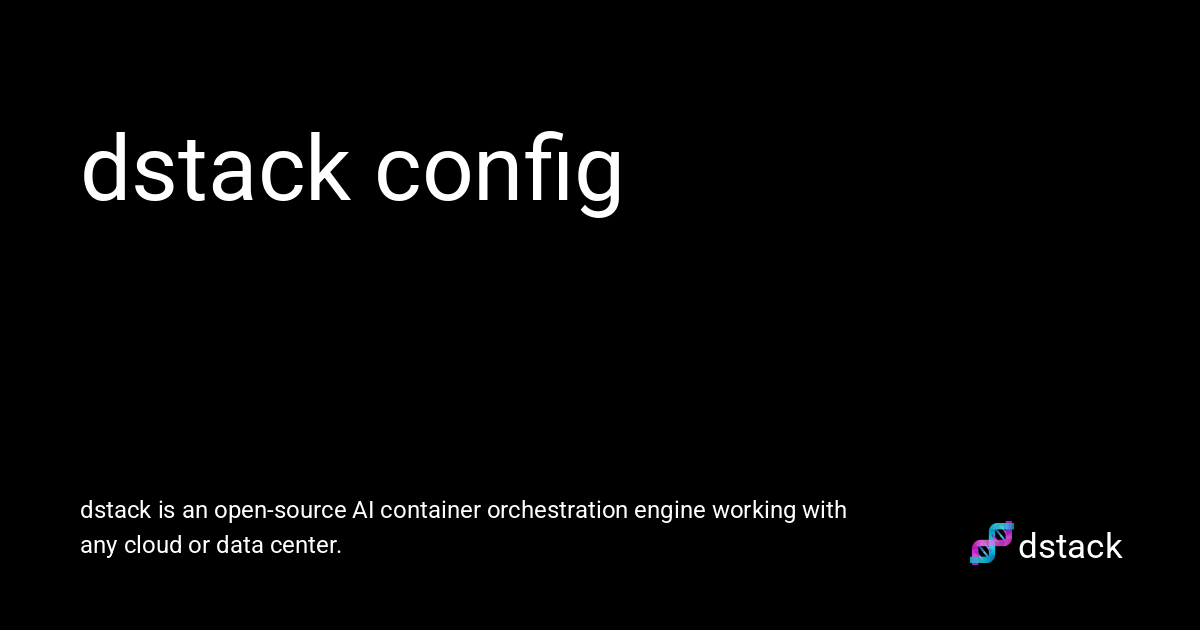 dstack config
dstack is an open-source AI container orchestration engine working with
any cloud or data center.
dstack